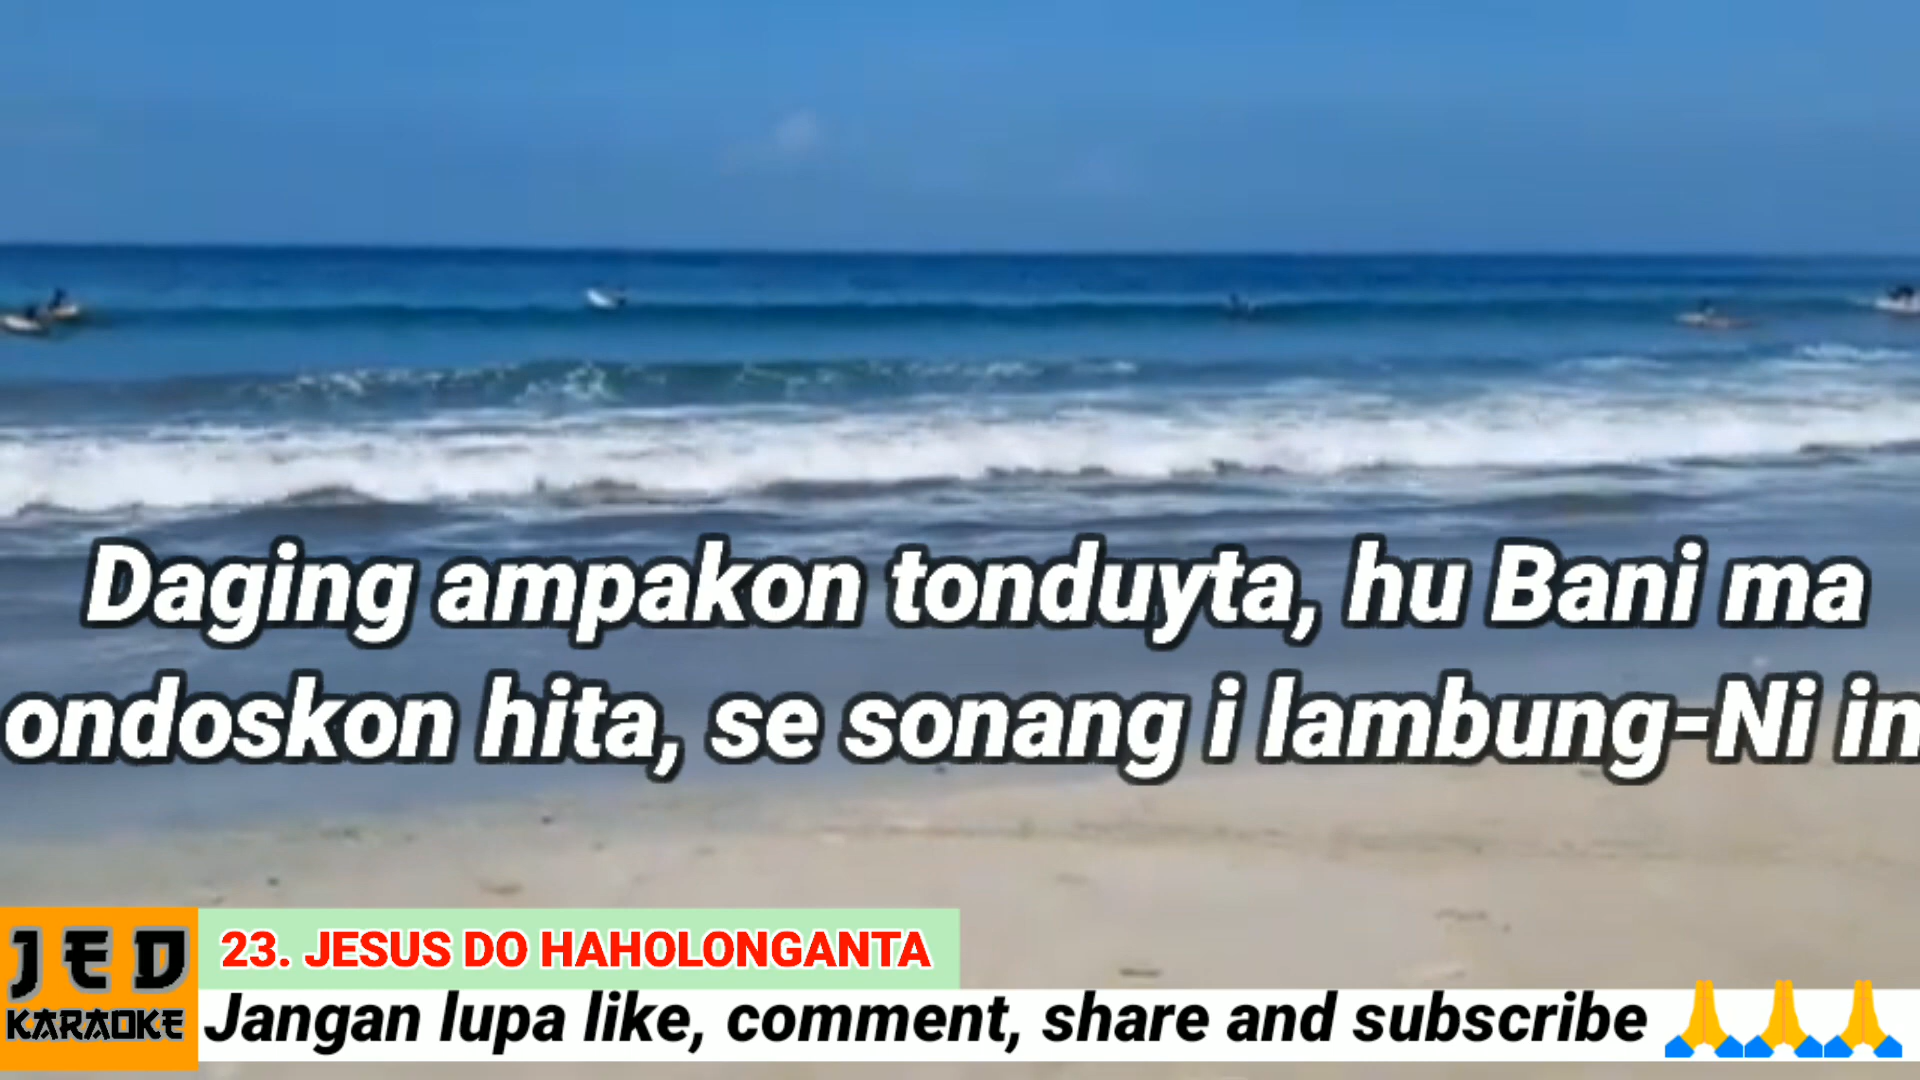 Daging ampakon tonduyta, hu Bani ma
ondoskon hita, se sonang i lambung-Ni in
JED
KARAOKE
23. JESUS DO HAHOLONGANTA
Jangan lupa like, comment, share and subscribe 🙏🙏🙏